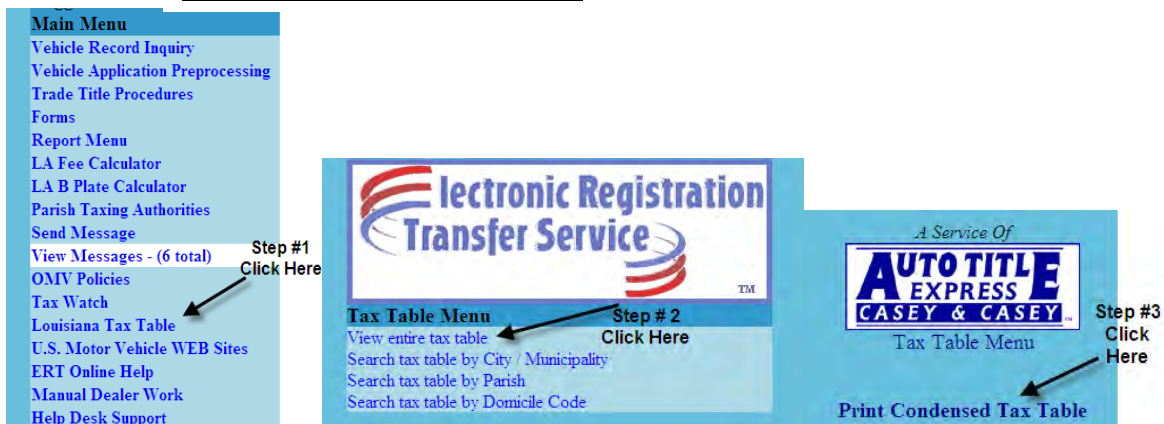 Main Menu
Vehicle Record Inquiry
Vehicle Application Preprocessing
Trade Title Procedures
Forms
Report Menu
LA Fee Calculator
LA B Plate Calculator
Parish Taxing Authorities
Send Message
View Messages - (6 total)
OMV Policies
Tax Watch
Louisiana Tax Table
U.S. Motor Vehicle WEB Sites
ERT Online Help
Manual Dealer Work
Help Desk Support
Step #1
Click Here
Electronic Registration
Transfer Service
TM
Tax Table Menu
View entire tax table
Search tax table by City / Municipality
Search tax table by Parish
Search tax table by Domicile Code
Step # 2
Click Here
A Service Of
AUTO TITLE
EXPRESS
CASEY & CASEY
Tax Table Menu
Print Condensed Tax Table
Step #3
Click
Here